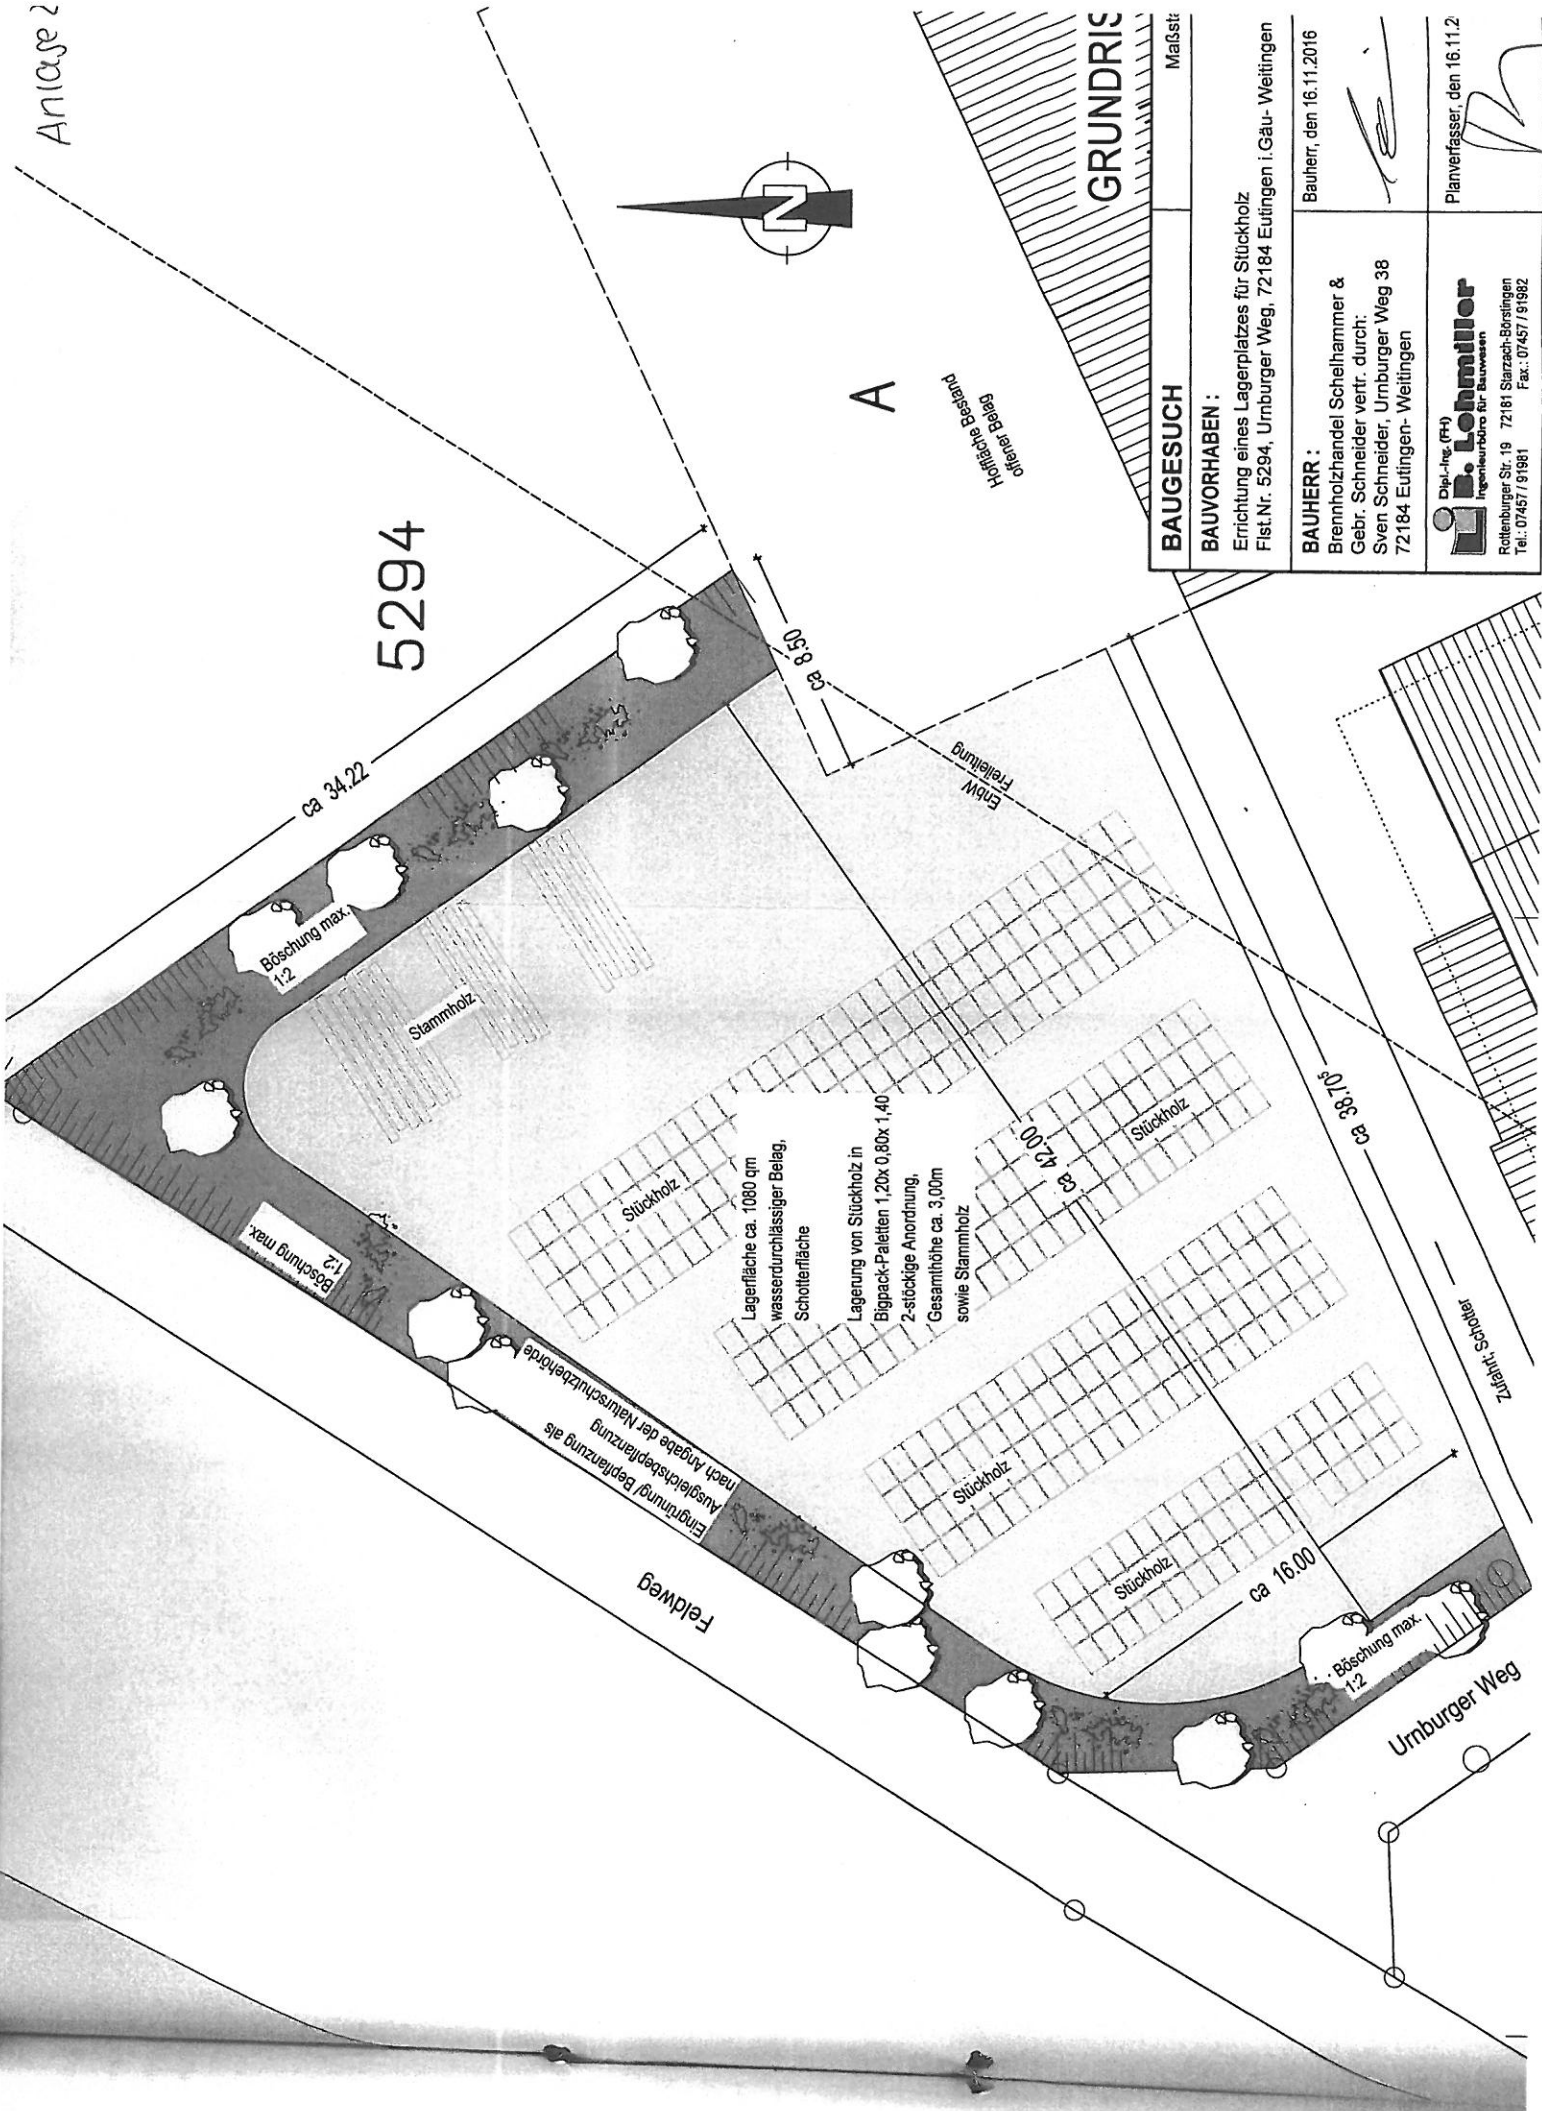 Anlage 2
5294
ca 34.22
Böschung max.
1:2
Stammholz
Böschung max.
1:2
ca 8.50
A
Hoffläche Bestand
offener Belag
N
EnbW
Freileitung
Stückholz
Lagerfläche ca. 1080 qm
wasserdurchlässiger Belag,
Schotterfläche
Lagerung von Stückholz in
Bigpack-Paletten 1,20x 0,80x 1,40
2-stöckige Anordnung,
Gesamthöhe ca. 3,00m
sowie Stammholz
ca 42.00
Stückholz
ca 38.70⁵
Eingrünung/ Bepflanzung als
Ausgleichsbepflanzung
nach Angabe der Naturschutzbehörde
Feldweg
Stückholz
Stückholz
ca 16.00
Zufahrt: Schotter
Böschung max.
1:2
Urnburger Weg
GRUNDRIS
BAUGESUCH
Maßsta
BAUVORHABEN :
Errichtung eines Lagerplatzes für Stückholz
Flst.Nr. 5294, Urnburger Weg, 72184 Eutingen i.Gäu- Weitingen
BAUHERR :
Brennholzhandel Schelhammer &
Gebr. Schneider vertr. durch:
Sven Schneider, Urnburger Weg 38
72184 Eutingen- Weitingen
Bauherr, den 16.11.2016
Dipl.-Ing. (FH)
B. Lohmiller
Ingenieurbüro für Bauwesen
Rottenburger Str. 19 72181 Starzach-Börstingen
Tel.: 07457 / 91981 Fax.: 07457 / 91982
Planverfasser, den 16.11.2